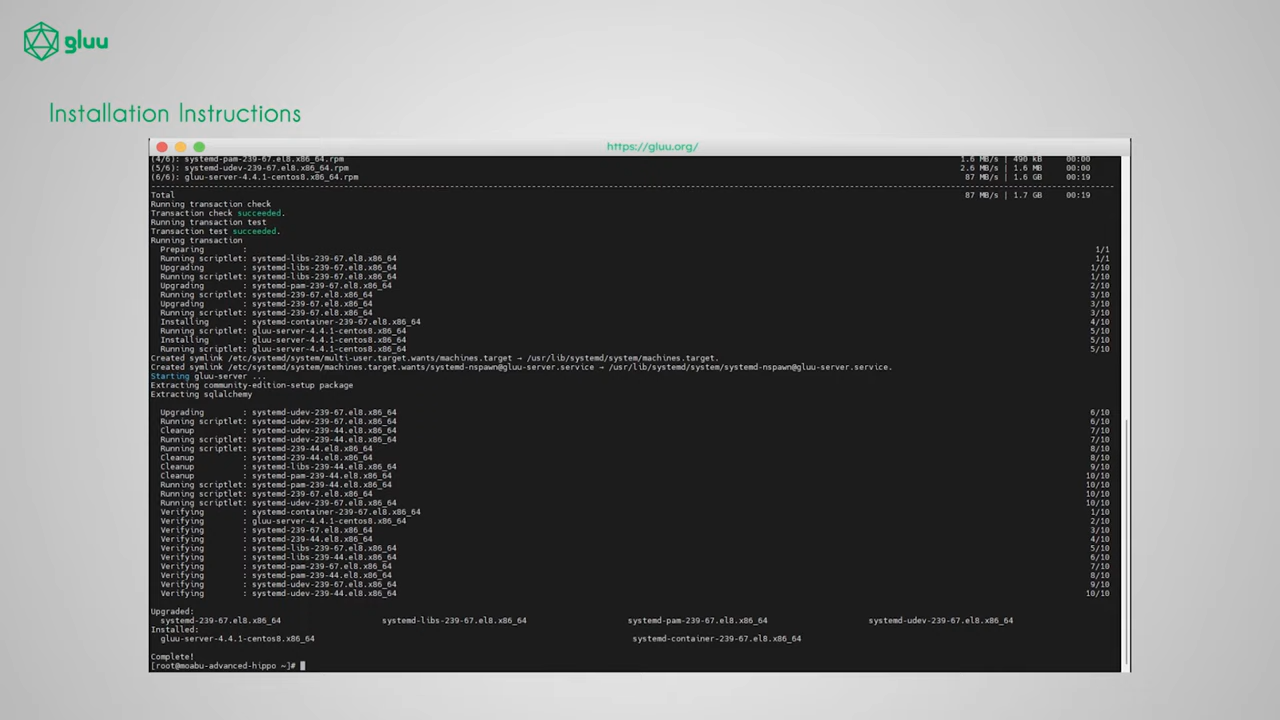 gluu
Installation Instructions
https://gluu.org/
(4/6): systemd-pam-239-67.el8.x86_64.rpm 1.6 MB/s | 490 kB 00:00
(5/6): systemd-udev-239-67.el8.x86_64.rpm 2.6 MB/s | 1.6 MB 00:00
(6/6): gluu-server-4.4.1-centos8.x86_64.rpm 87 MB/s | 1.6 GB 00:19
Total 87 MB/s | 1.7 GB 00:19
Running transaction check
Transaction check succeeded.
Running transaction test
Transaction test succeeded.
Running transaction
Preparing : 1/1
Running scriptlet: systemd-libs-239-67.el8.x86_64 1/1
Upgrading : systemd-libs-239-67.el8.x86_64 1/10
Running scriptlet: systemd-libs-239-67.el8.x86_64 1/10
Upgrading : systemd-pam-239-67.el8.x86_64 2/10
Running scriptlet: systemd-239-67.el8.x86_64 3/10
Upgrading : systemd-239-67.el8.x86_64 3/10
Running scriptlet: systemd-239-67.el8.x86_64 3/10
Installing : systemd-container-239-67.el8.x86_64 4/10
Running scriptlet: gluu-server-4.4.1-centos8.x86_64 5/10
Installing : gluu-server-4.4.1-centos8.x86_64 5/10
Running scriptlet: gluu-server-4.4.1-centos8.x86_64 5/10
Created symlink /etc/systemd/system/multi-user.target.wants/machines.target → /usr/lib/systemd/system/machines.target.
Created symlink /etc/systemd/system/machines.target.wants/systemd-nspawn@gluu-server.service → /usr/lib/systemd/system/systemd-nspawn@gluu-server.service.
Starting gluu-server ...
Extracting community-edition-setup package
Extracting sqlalchemy
Upgrading : systemd-udev-239-67.el8.x86_64 6/10
Running scriptlet: systemd-udev-239-67.el8.x86_64 6/10
Cleanup : systemd-udev-239-44.el8.x86_64 7/10
Running scriptlet: systemd-udev-239-44.el8.x86_64 7/10
Running scriptlet: systemd-239-44.el8.x86_64 8/10
Cleanup : systemd-239-44.el8.x86_64 8/10
Cleanup : systemd-libs-239-44.el8.x86_64 9/10
Cleanup : systemd-pam-239-44.el8.x86_64 10/10
Running scriptlet: systemd-pam-239-44.el8.x86_64 10/10
Running scriptlet: systemd-239-67.el8.x86_64 10/10
Running scriptlet: systemd-udev-239-44.el8.x86_64 10/10
Verifying : systemd-container-239-67.el8.x86_64 1/10
Verifying : gluu-server-4.4.1-centos8.x86_64 2/10
Verifying : systemd-239-67.el8.x86_64 3/10
Verifying : systemd-239-44.el8.x86_64 4/10
Verifying : systemd-libs-239-67.el8.x86_64 5/10
Verifying : systemd-libs-239-44.el8.x86_64 6/10
Verifying : systemd-pam-239-67.el8.x86_64 7/10
Verifying : systemd-pam-239-44.el8.x86_64 8/10
Verifying : systemd-udev-239-67.el8.x86_64 9/10
Verifying : systemd-udev-239-44.el8.x86_64 10/10
Upgraded:
systemd-239-67.el8.x86_64 systemd-libs-239-67.el8.x86_64 systemd-pam-239-67.el8.x86_64 systemd-udev-239-67.el8.x86_64
Installed:
gluu-server-4.4.1-centos8.x86_64 systemd-container-239-67.el8.x86_64
Complete!
[root@moabu-advanced-hippo ~]#